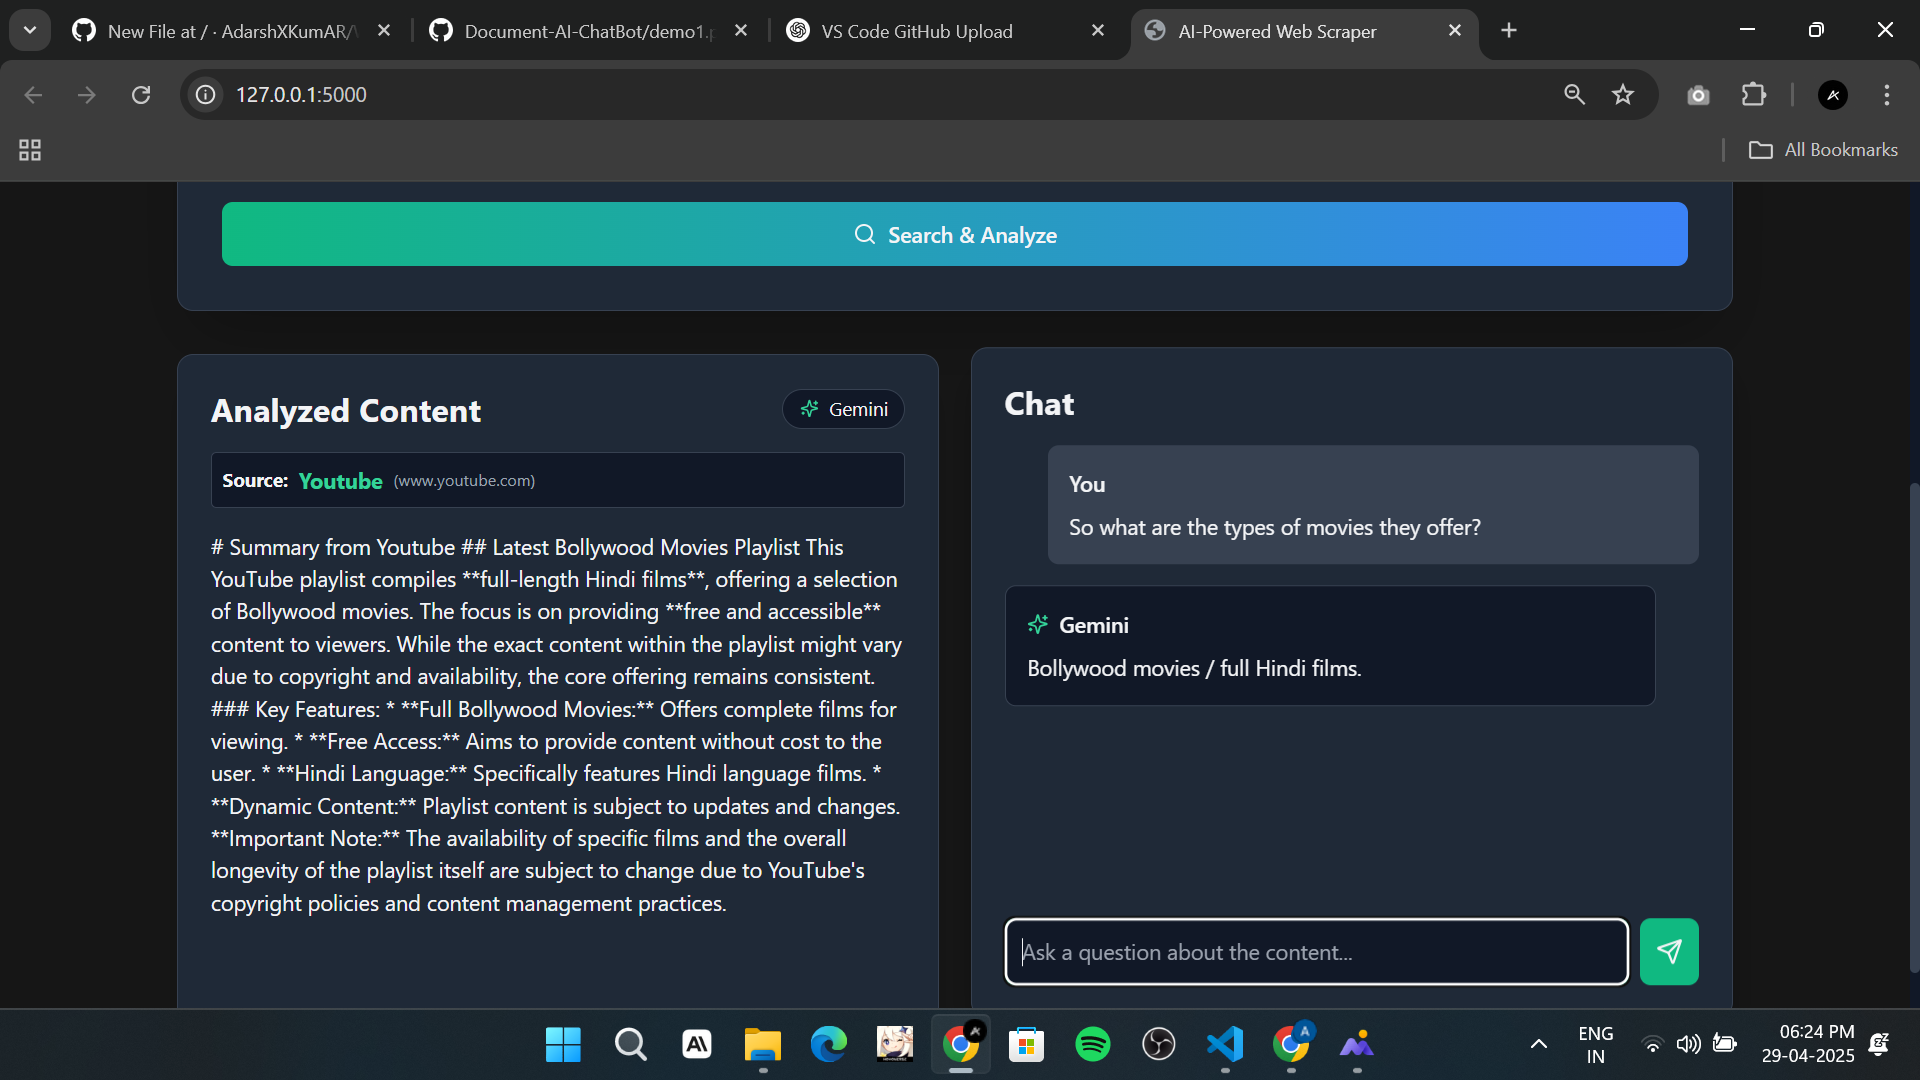 New File at / · AdarshXKumAR/
Document-AI-ChatBot/demo1.p
VS Code GitHub Upload
AI-Powered Web Scraper
127.0.0.1:5000
All Bookmarks
Search & Analyze
Analyzed Content
Gemini
Source: Youtube (www.youtube.com)
# Summary from Youtube ## Latest Bollywood Movies Playlist This
YouTube playlist compiles **full-length Hindi films**, offering a selection
of Bollywood movies. The focus is on providing **free and accessible**
content to viewers. While the exact content within the playlist might vary
due to copyright and availability, the core offering remains consistent.
### Key Features: * **Full Bollywood Movies:** Offers complete films for
viewing. * **Free Access:** Aims to provide content without cost to the
user. * **Hindi Language:** Specifically features Hindi language films. *
**Dynamic Content:** Playlist content is subject to updates and changes.
**Important Note:** The availability of specific films and the overall
longevity of the playlist itself are subject to change due to YouTube's
copyright policies and content management practices.
Chat
You
So what are the types of movies they offer?
Gemini
Bollywood movies / full Hindi films.
Ask a question about the content...
ENG
IN
06:24 PM
29-04-2025